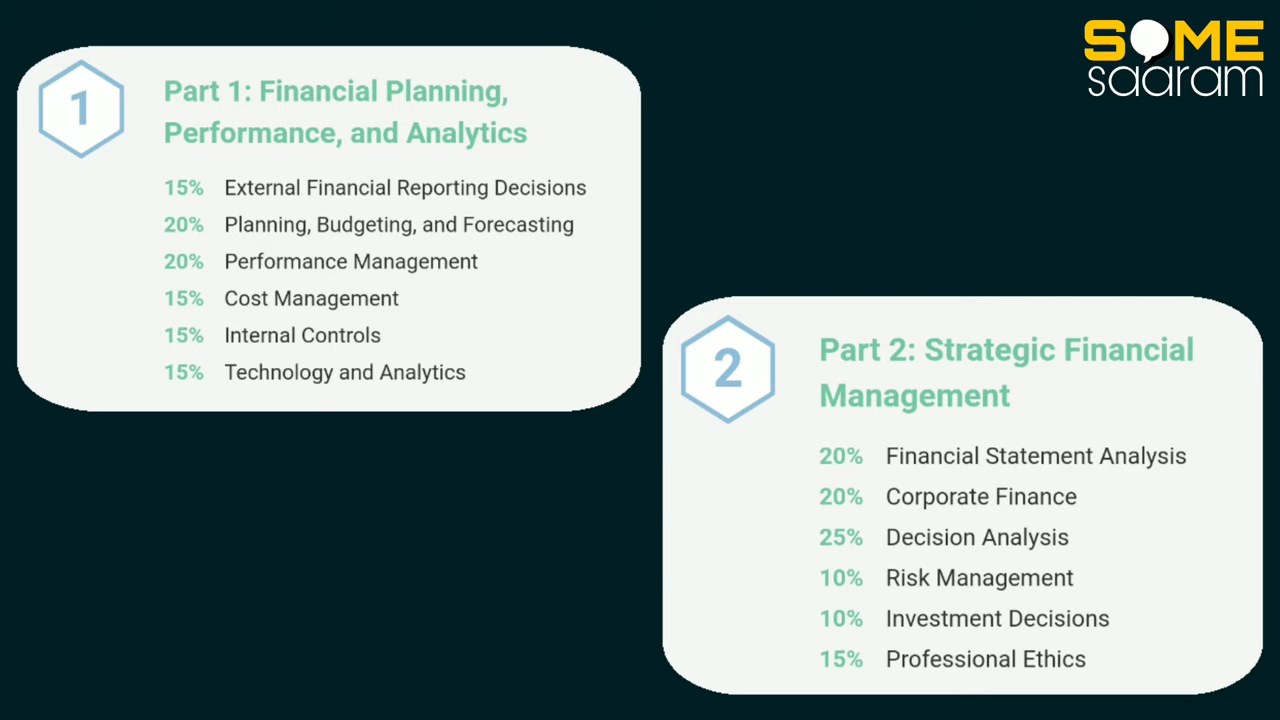 SOME
saaram
1
Part 1: Financial Planning,
Performance, and Analytics
15% External Financial Reporting Decisions
20% Planning, Budgeting, and Forecasting
20% Performance Management
15% Cost Management
15% Internal Controls
15% Technology and Analytics
2
Part 2: Strategic Financial
Management
20% Financial Statement Analysis
20% Corporate Finance
25% Decision Analysis
10% Risk Management
10% Investment Decisions
15% Professional Ethics